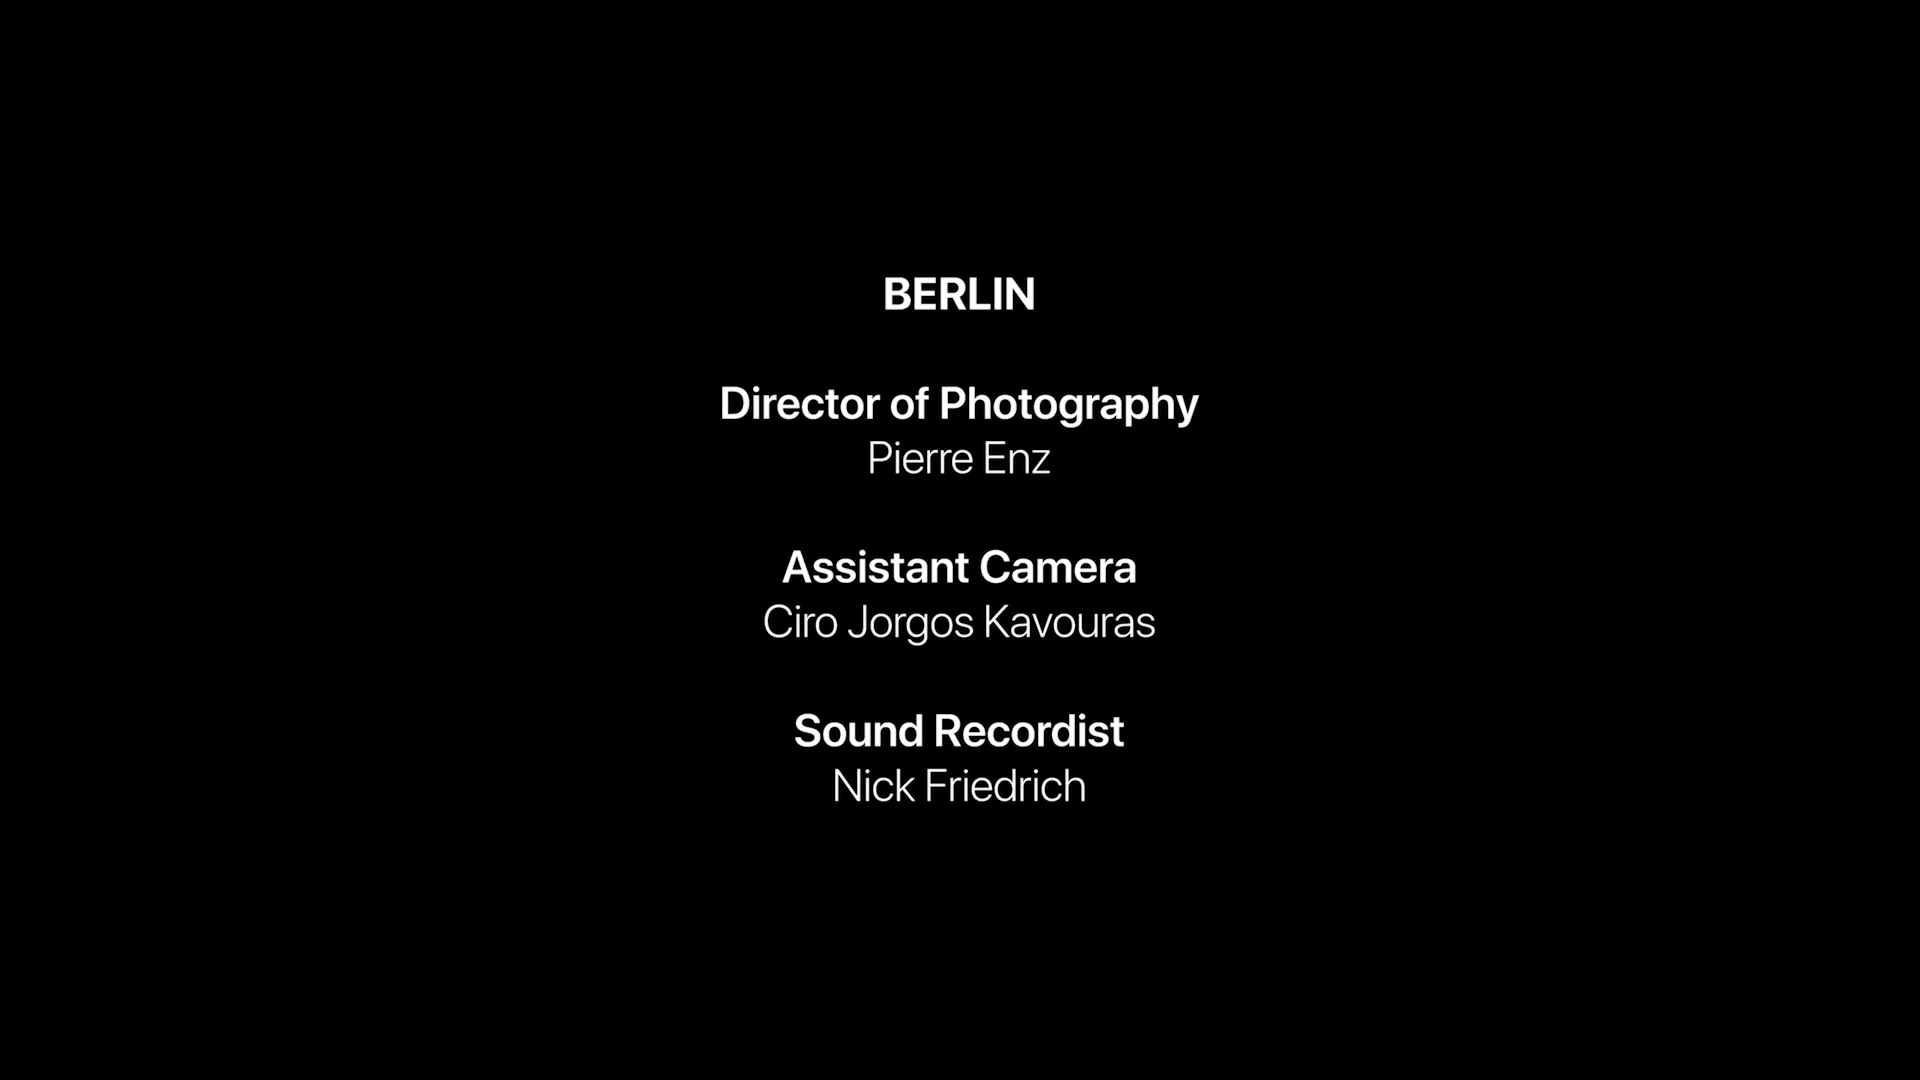 BERLIN
Director of Photography
Pierre Enz
Assistant Camera
Ciro Jorgos Kavouras
Sound Recordist
Nick Friedrich